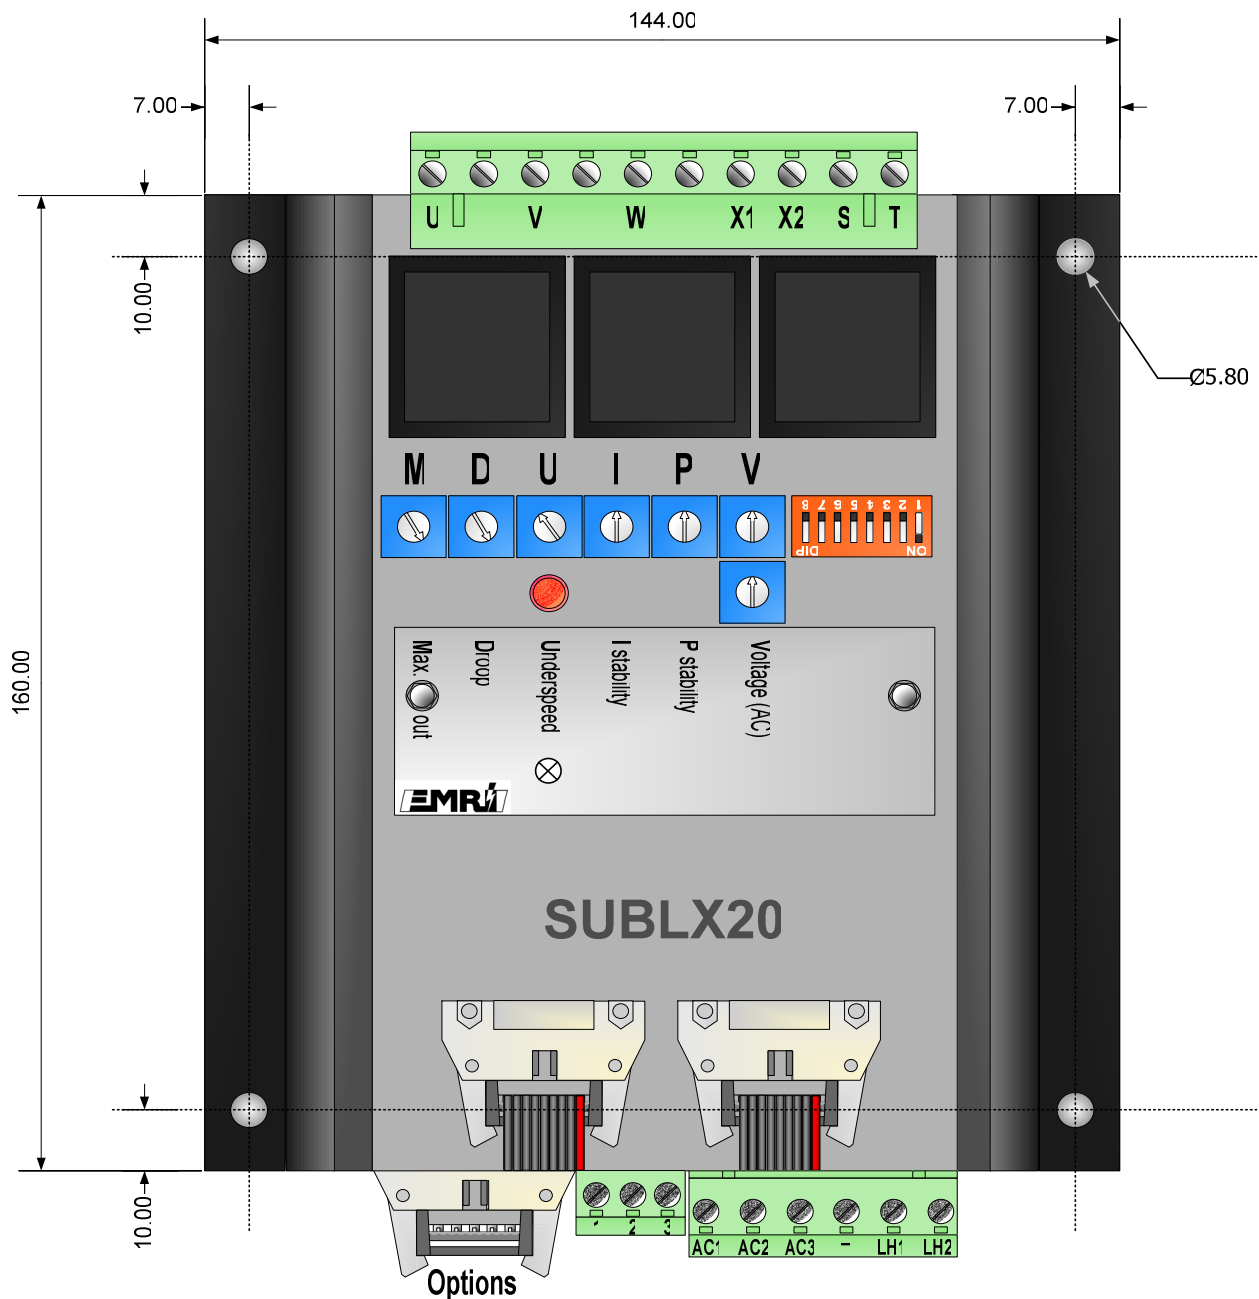 144.00
7.00
7.00
U V W X1 X2 S T
10.00
Ø5.80
M D U I P V
8 7 6 5 4 3 2 1
DIP ON
160.00
Max. out
Droop
Underspeed
I stability
P stability
Voltage (AC)
EMRI
SUBLX20
10.00
1 2 3
AC1 AC2 AC3 – LH1 LH2
Options